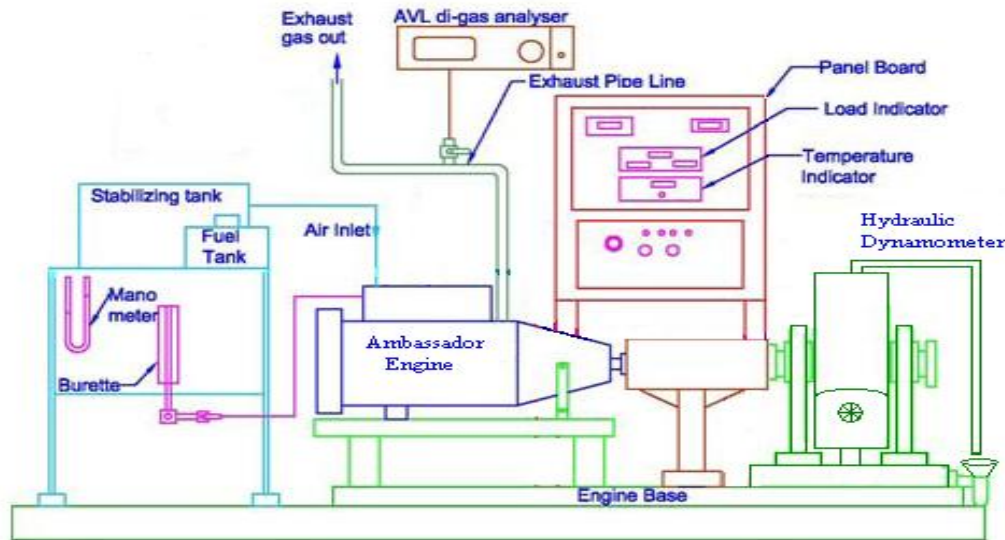 Exhaust
gas out
AVL di-gas analyser
Exhaust Pipe Line
Panel Board
Load Indicator
Temperature
Indicator
Stabilizing tank
Fuel
Tank
Air Inlet
Hydraulic
Dynamometer
Mano
meter
Burette
Ambassador
Engine
Engine Base